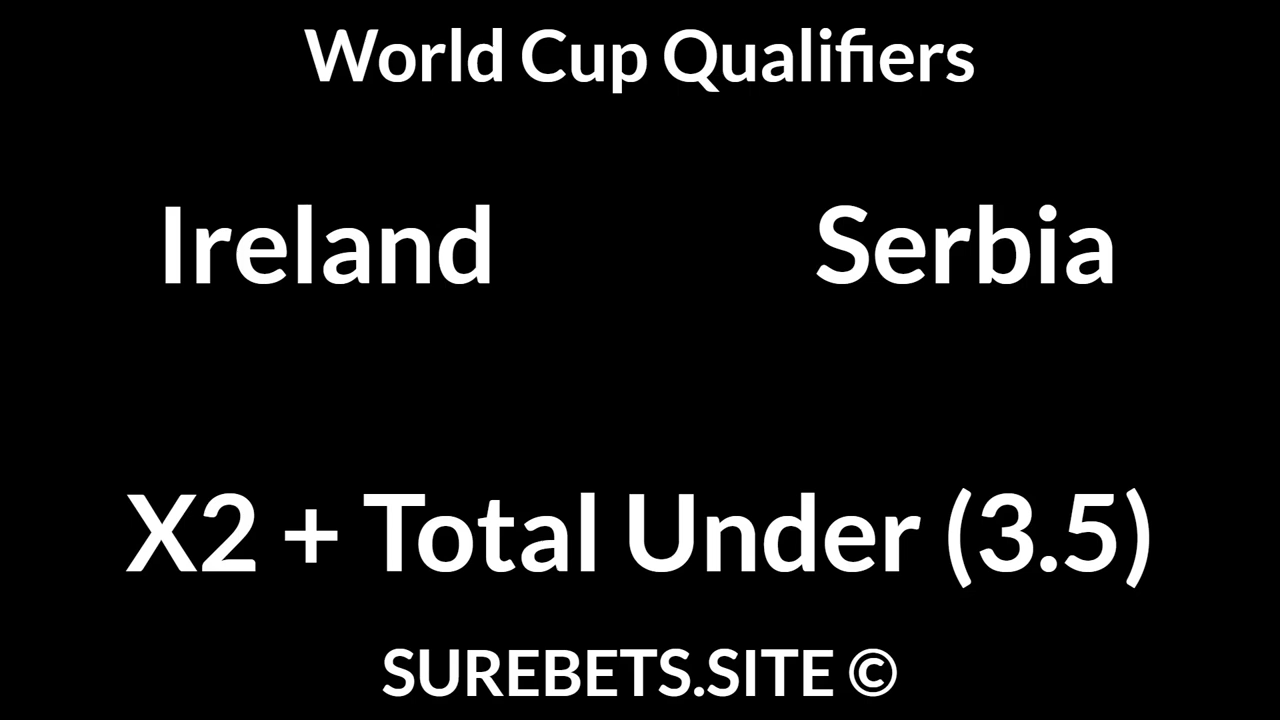 World Cup Qualifiers
Ireland Serbia
X2 + Total Under (3.5)
SUREBETS.SITE ©